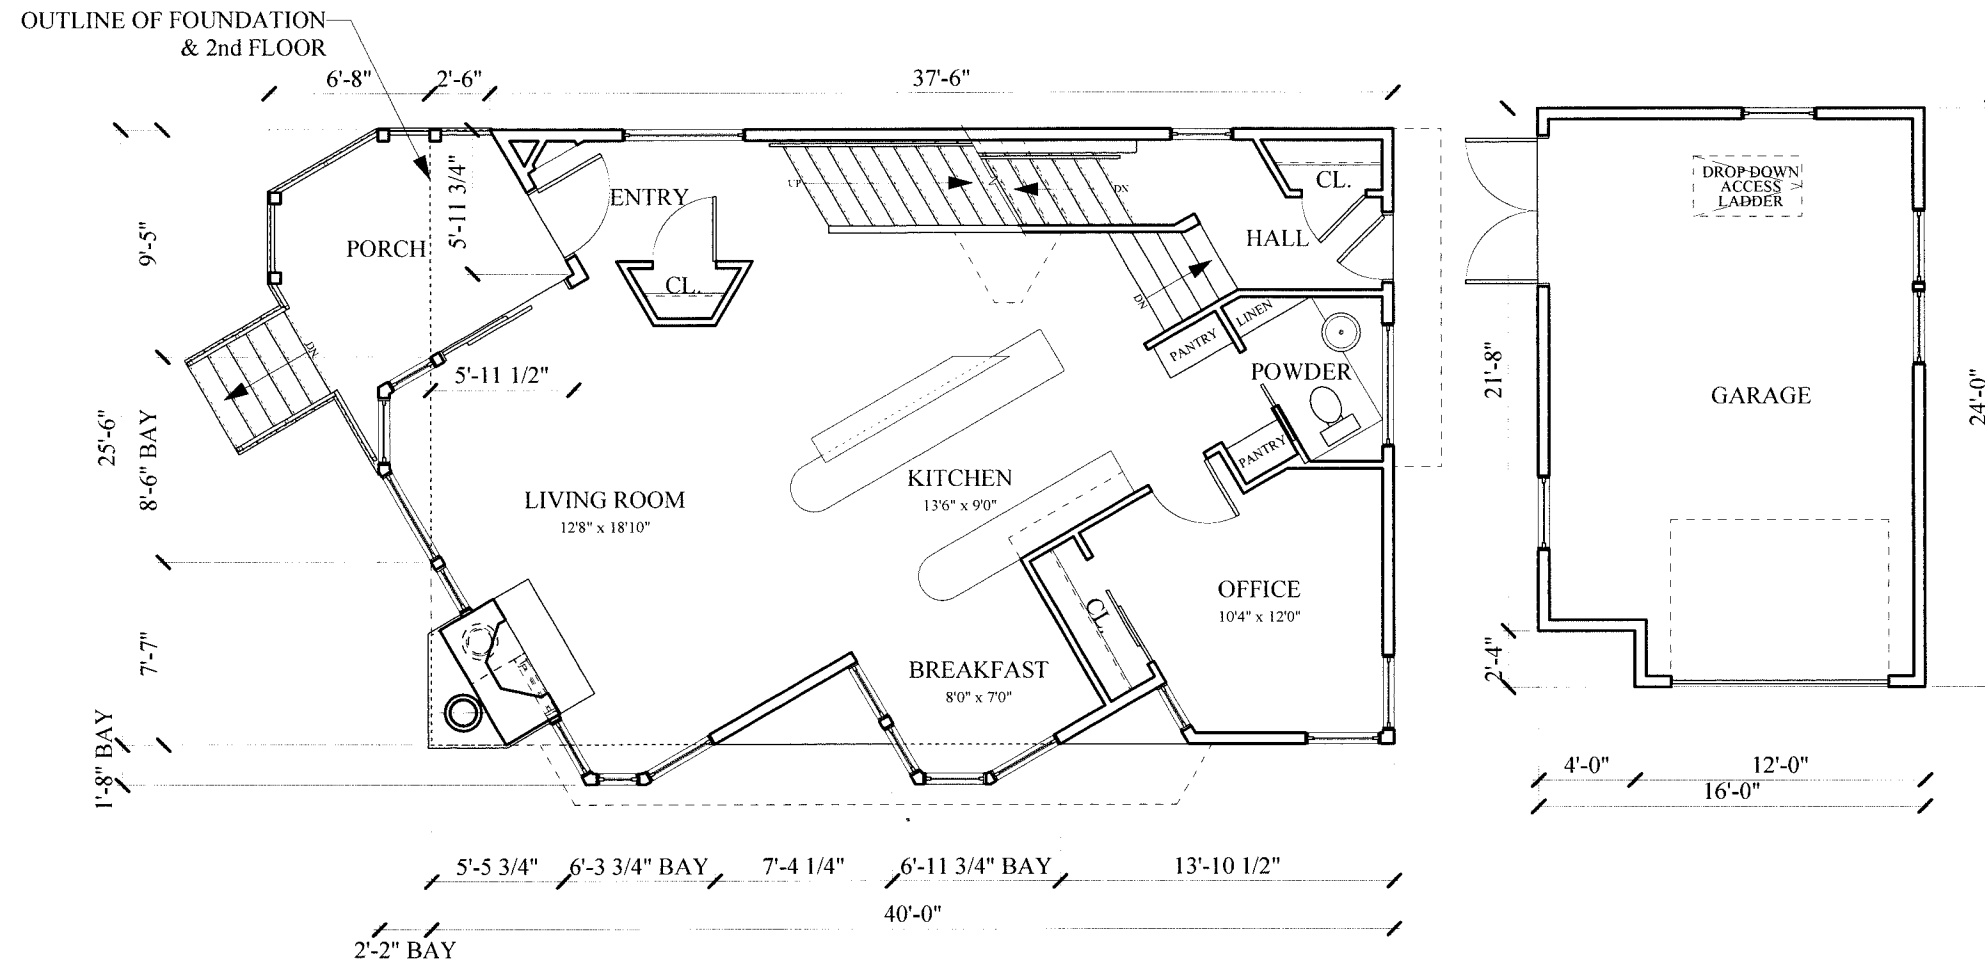 OUTLINE OF FOUNDATION
& 2nd FLOOR
6'-8"
2'-6"
37'-6"
5'-11 3/4"
ENTRY
PORCH
CL.
UP
DN
CL.
HALL
DN
DROP DOWN
ACCESS
LADDER
9'-5"
DN
LINEN
PANTRY
POWDER
5'-11 1/2"
21'-8"
GARAGE
24'-0"
25'-6"
8'-6" BAY
PANTRY
KITCHEN
13'6" x 9'0"
LIVING ROOM
12'8" x 18'10"
OFFICE
10'4" x 12'0"
CL.
7'-7"
BREAKFAST
8'0" x 7'0"
2'-4"
1'-8" BAY
4'-0"
12'-0"
16'-0"
5'-5 3/4"
6'-3 3/4" BAY
7'-4 1/4"
6'-11 3/4" BAY
13'-10 1/2"
40'-0"
2'-2" BAY